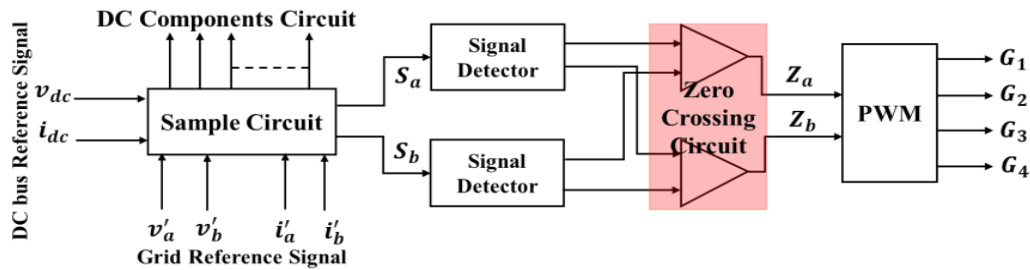 DC Components Circuit
DC bus Reference Signal
v_dc
i_dc
Sample Circuit
v'_a v'_b i'_a i'_b
Grid Reference Signal
S_a
S_b
Signal
Detector
Signal
Detector
Zero
Crossing
Circuit
Z_a
Z_b
PWM
G_1
G_2
G_3
G_4